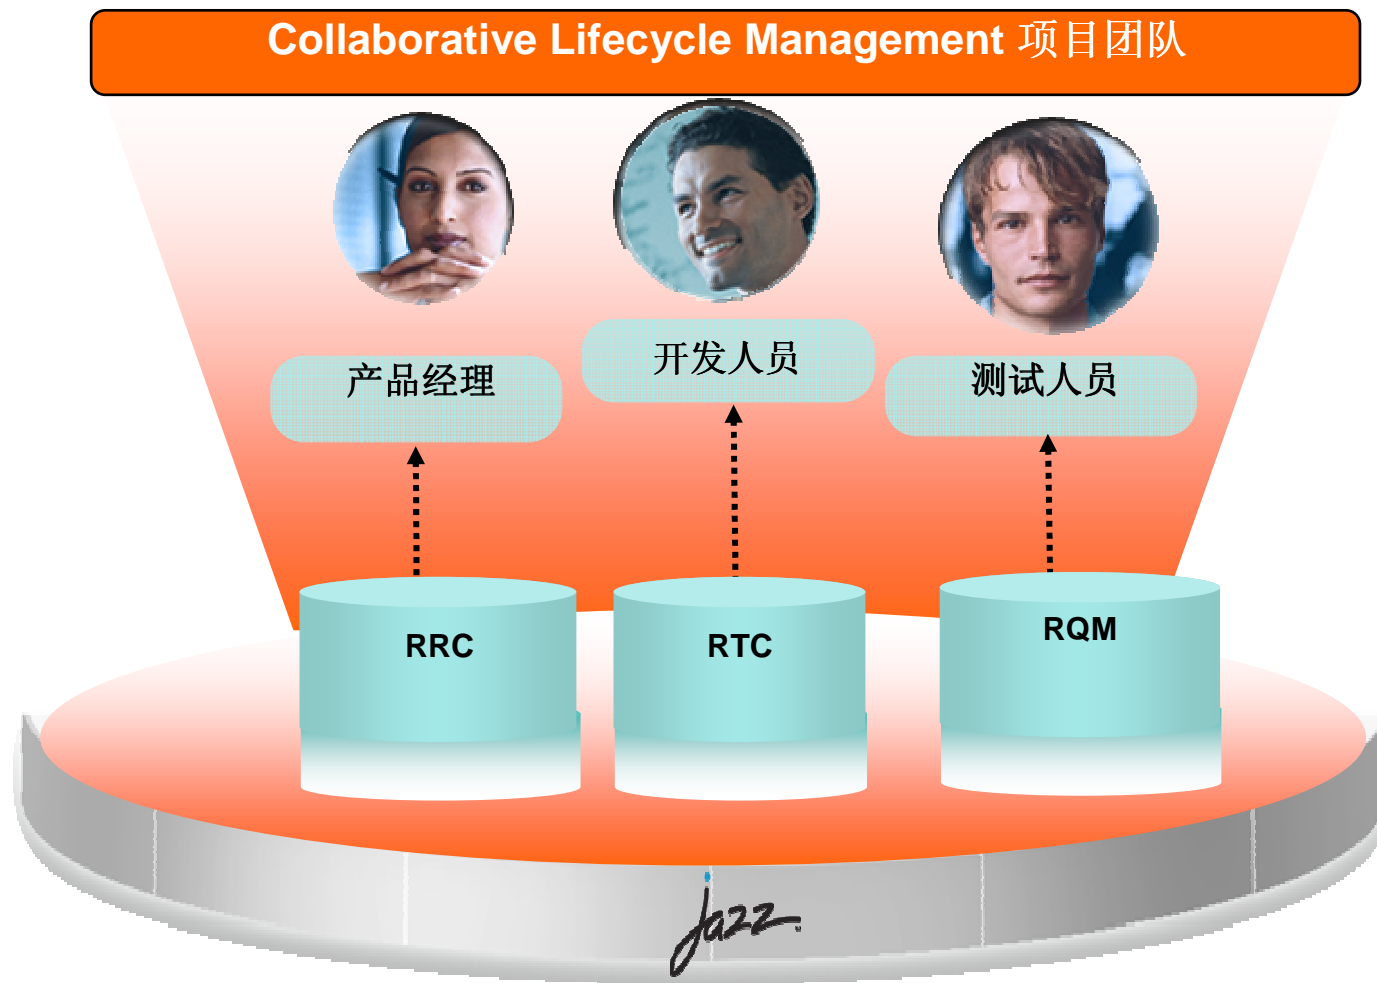 Collaborative Lifecycle Management 项目团队
产品经理
开发人员
测试人员
RRC
RTC
RQM
Jazz